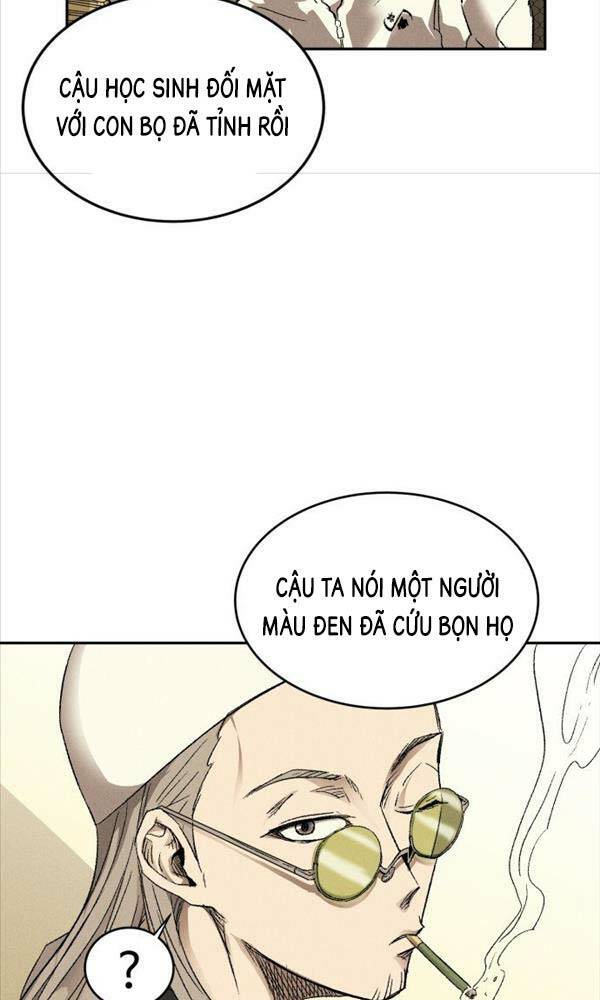 CẬU HỌC SINH ĐỐI MẶT
VỚI CON BỌ ĐÃ TỈNH RỒI
CẬU TA NÓI MỘT NGƯỜI
MÀU ĐEN ĐÃ CỨU BỌN HỌ
?